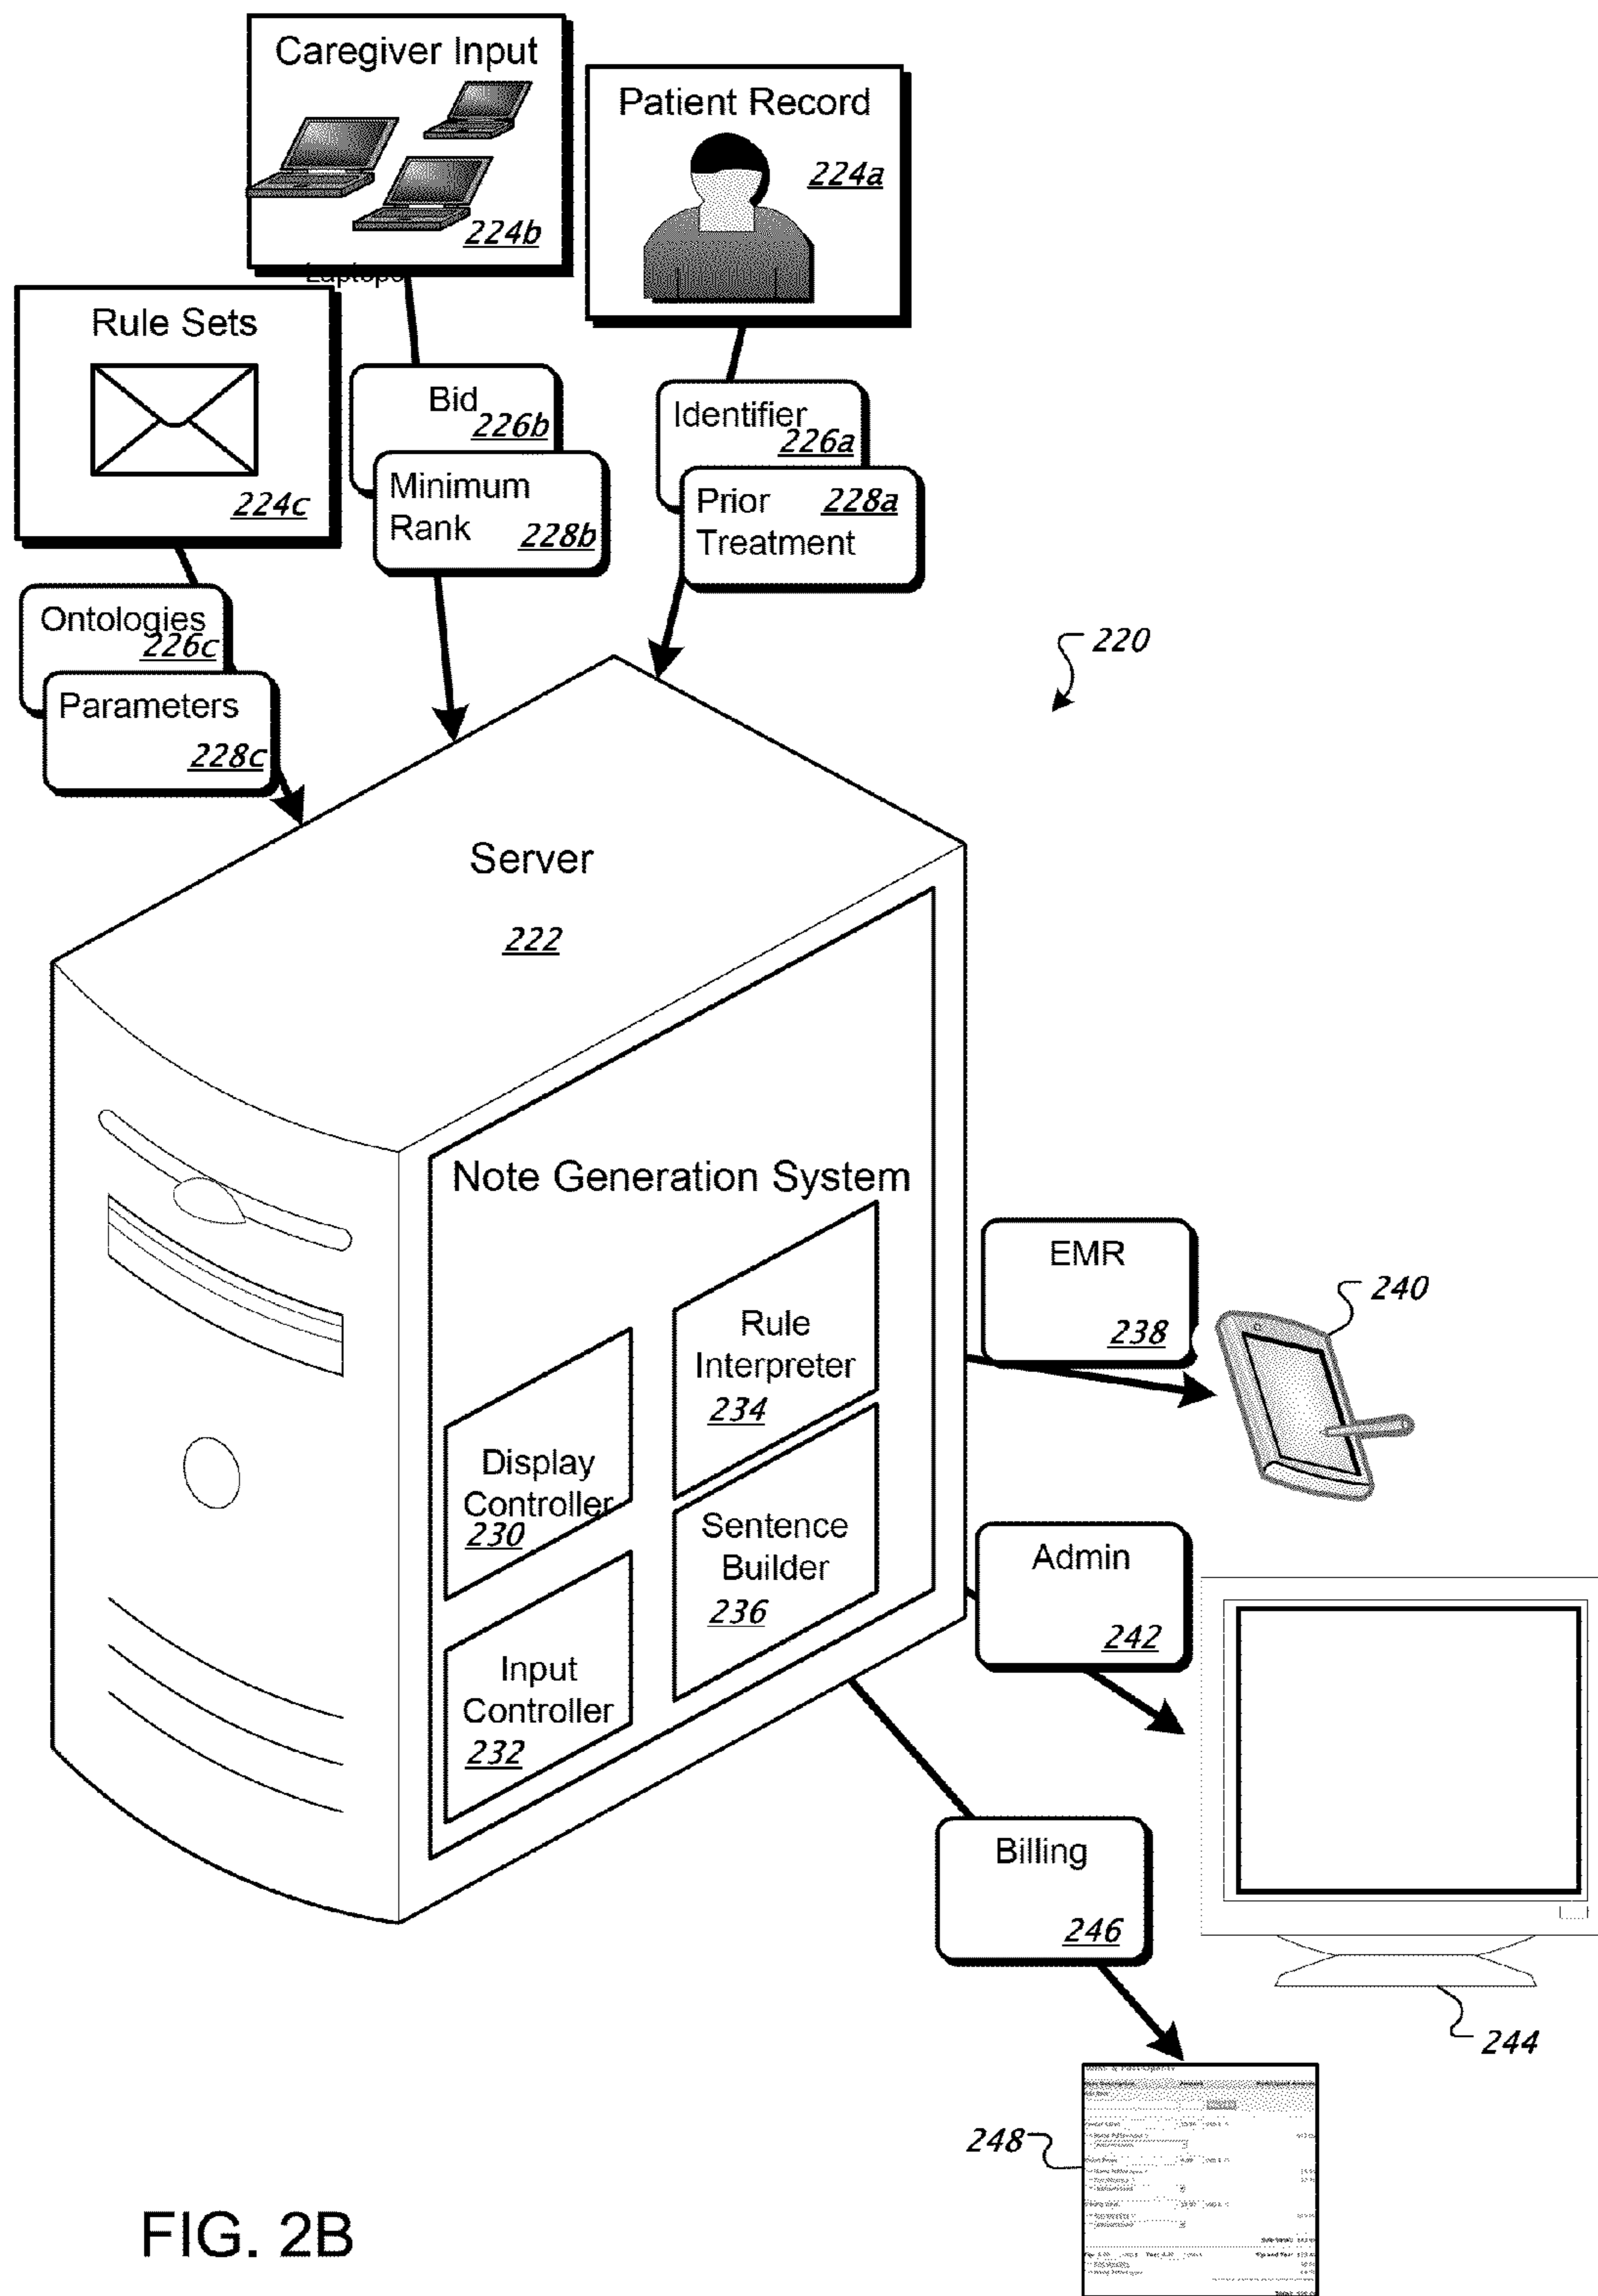 Caregiver Input
224b
Patient Record
224a
Rule Sets
224c
Bid
226b
Minimum
Rank
228b
Identifier
226a
Prior
228a
Treatment
Ontologies
226c
Parameters
228c
220
Server
222
Note Generation System
Rule
Interpreter
234
Display
Controller
230
Sentence
Builder
236
Input
Controller
232
EMR
238
240
Admin
242
244
Billing
246
248
FIG. 2B